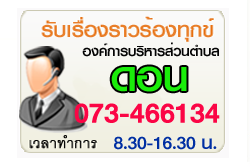 รับเรื่องราวร้องทุกข์
องค์การบริหารส่วนตำบล
ดอน
073-466134
เวลาทำการ 8.30-16.30 น.